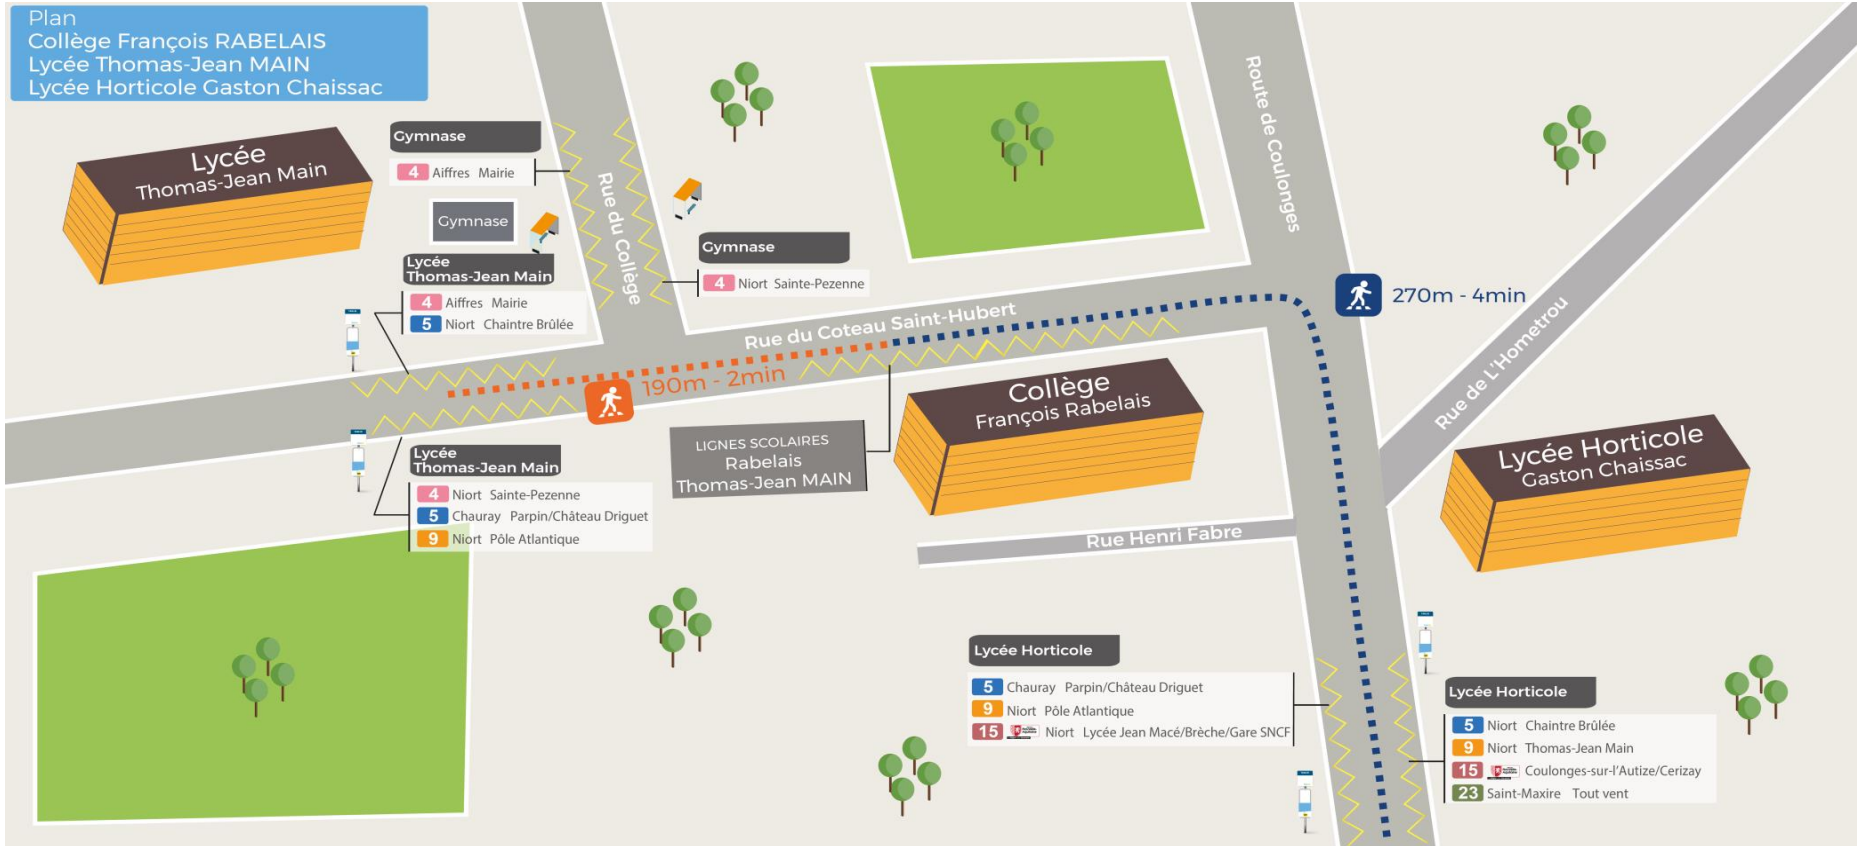 Plan
Collège François RABELAIS
Lycée Thomas-Jean MAIN
Lycée Horticole Gaston Chaissac
Lycée
Thomas-Jean Main
Gymnase
4 Aiffres Mairie
Gymnase
Rue du Collège
Gymnase
4 Niort Sainte-Pezenne
Lycée
Thomas-Jean Main
4 Aiffres Mairie
5 Niort Chaintre Brûlée
Route de Coulonges
270m - 4min
Rue de L'Hometrou
Rue du Coteau Saint-Hubert
190m - 2min
Collège
François Rabelais
LIGNES SCOLAIRES
Rabelais
Thomas-Jean MAIN
Lycée
Thomas-Jean Main
4 Niort Sainte-Pezenne
5 Chauray Parpin/Château Driguet
9 Niort Pôle Atlantique
Lycée Horticole
Gaston Chaissac
Rue Henri Fabre
Lycée Horticole
5 Chauray Parpin/Château Driguet
9 Niort Pôle Atlantique
15 Niort Lycée Jean Macé/Brèche/Gare SNCF
Lycée Horticole
5 Niort Chaintre Brûlée
9 Niort Thomas-Jean Main
15 Coulonges-sur-l'Autize/Cerizay
23 Saint-Maxire Tout vent